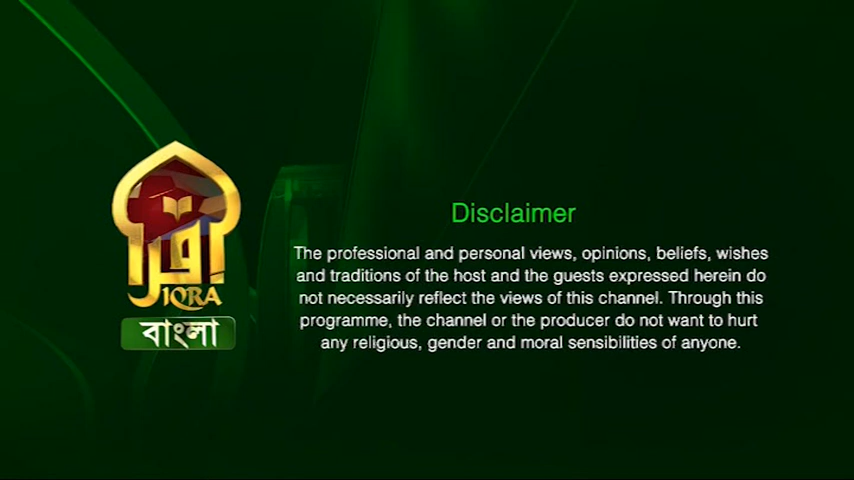 اقرأ
IQRA
বাংলা
Disclaimer
The professional and personal views, opinions, beliefs, wishes
and traditions of the host and the guests expressed herein do
not necessarily reflect the views of this channel. Through this
programme, the channel or the producer do not want to hurt
any religious, gender and moral sensibilities of anyone.